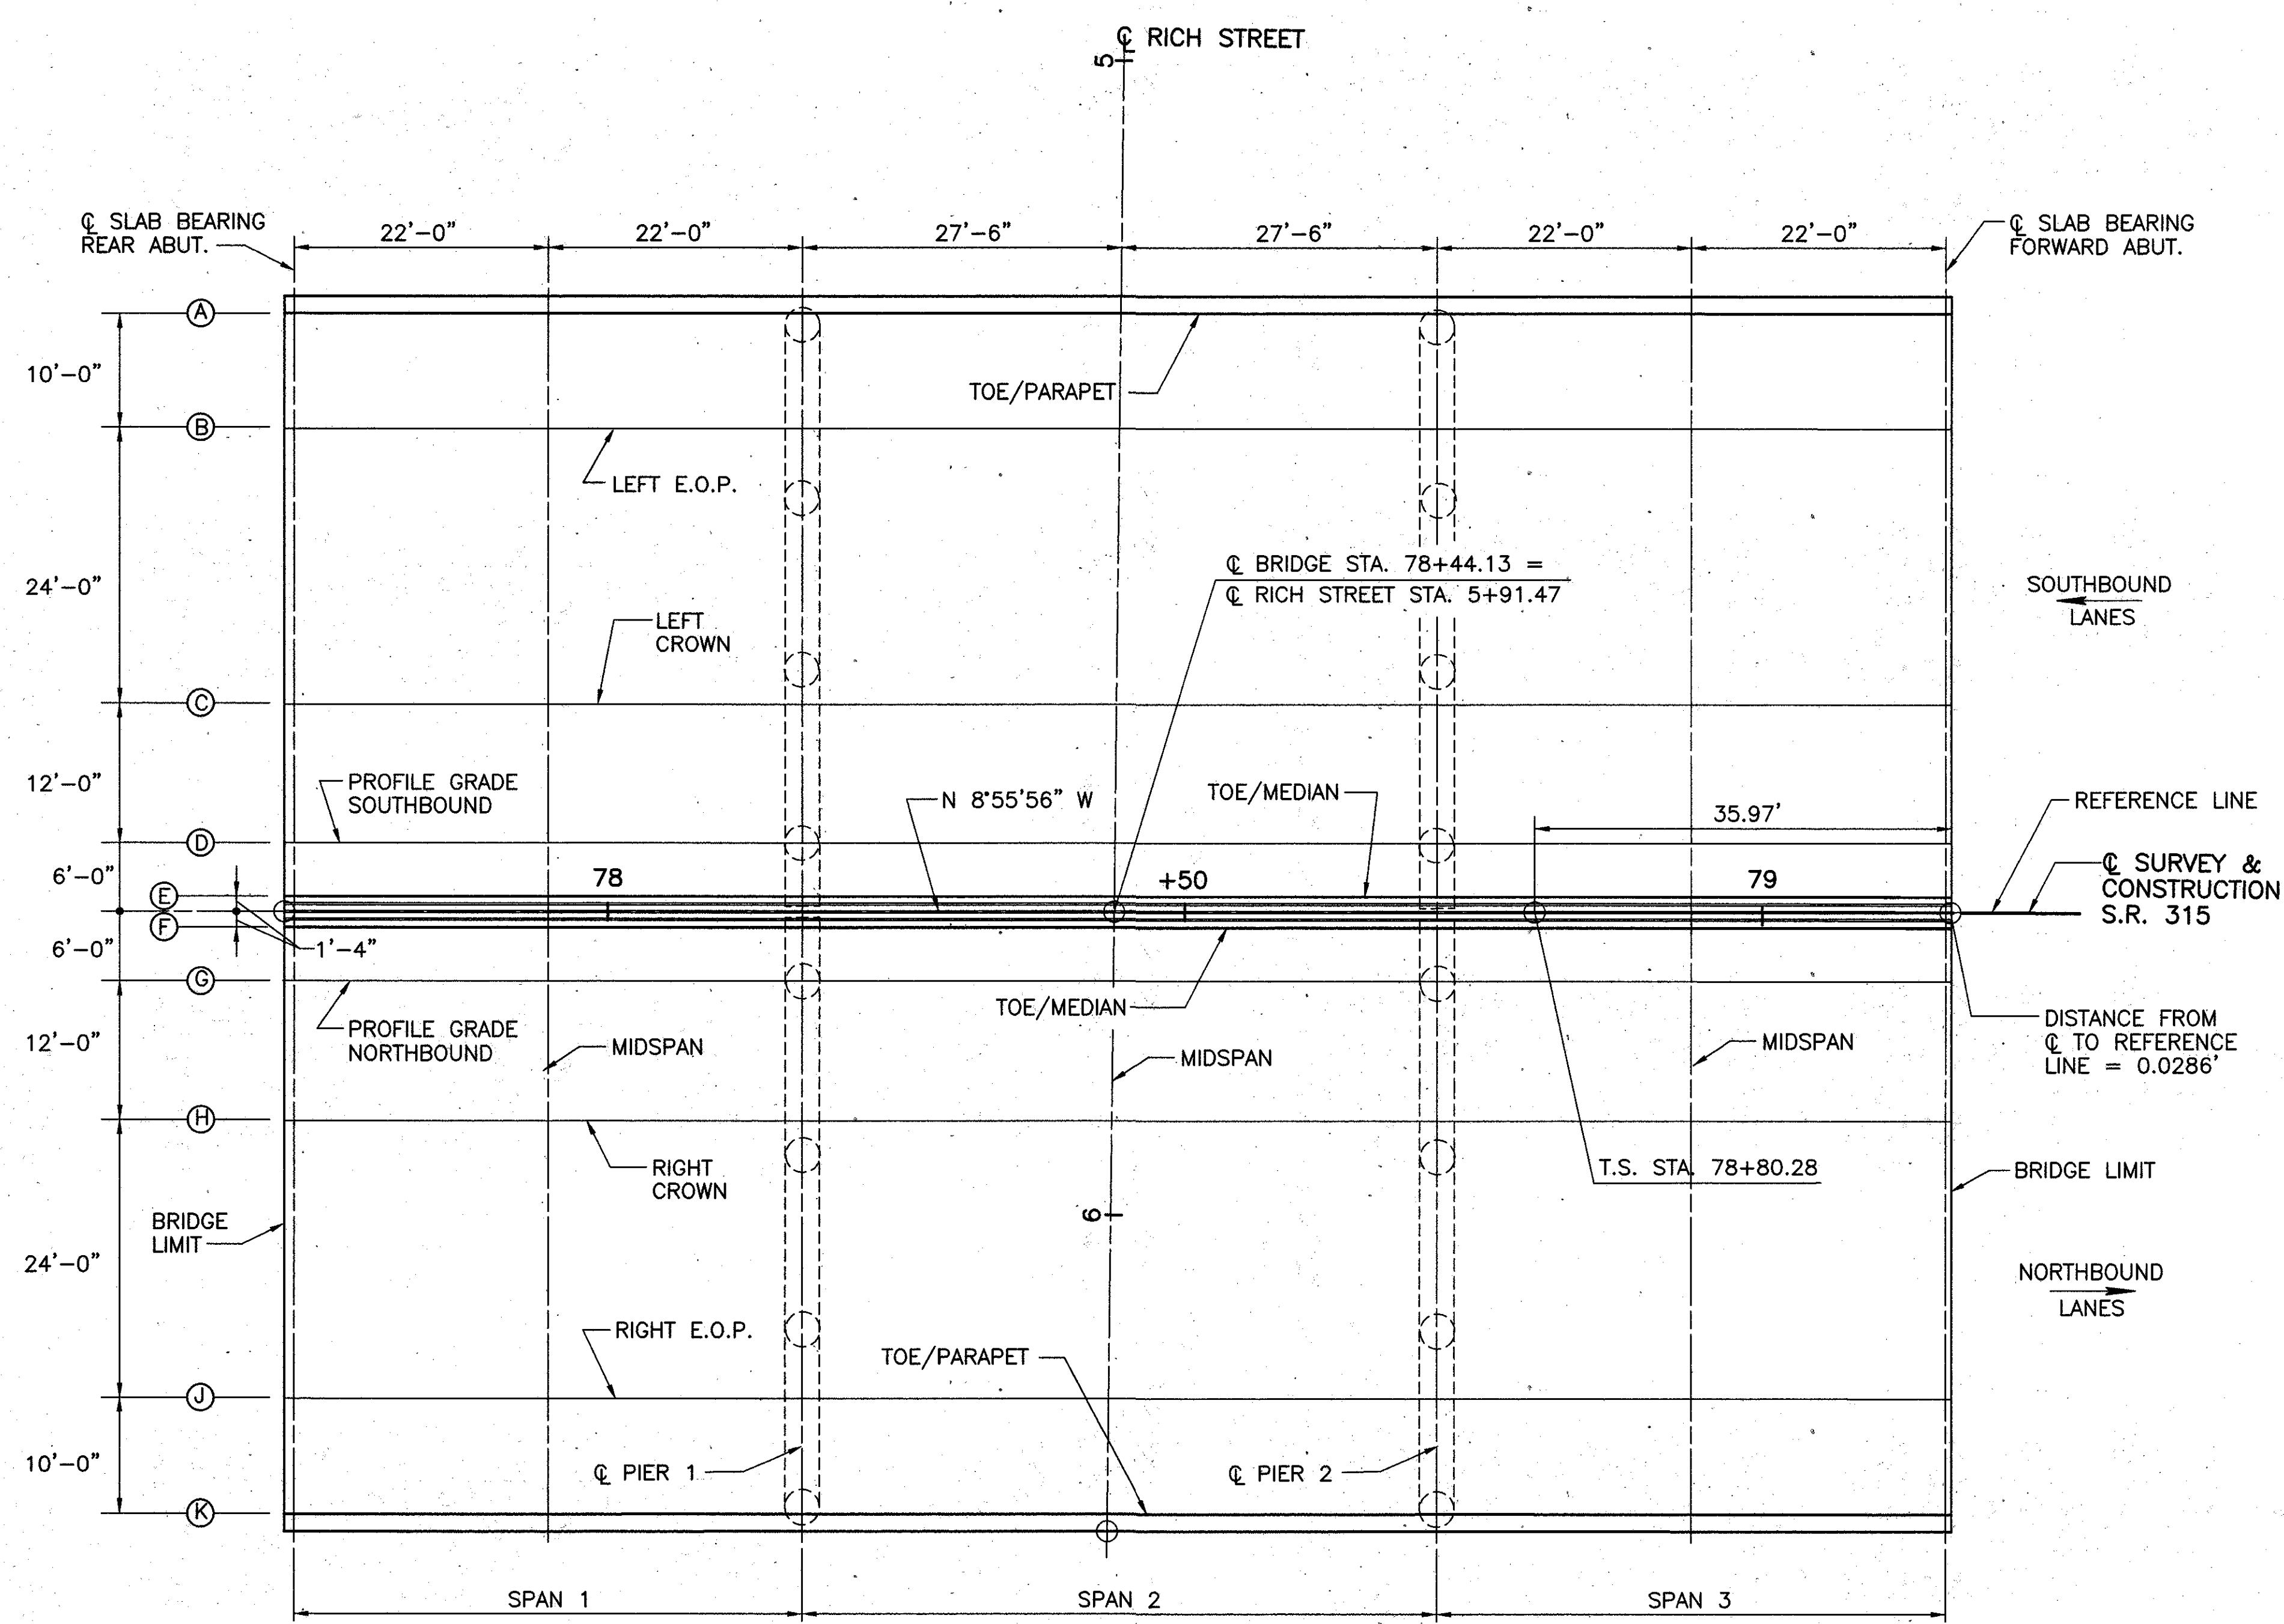 ℄ RICH STREET
5
℄ SLAB BEARING
REAR ABUT.
22'-0"
22'-0"
27'-6"
27'-6"
22'-0"
22'-0"
℄ SLAB BEARING
FORWARD ABUT.
A
10'-0"
TOE/PARAPET
B
LEFT E.O.P.
24'-0"
℄ BRIDGE STA. 78+44.13 =
℄ RICH STREET STA. 5+91.47
SOUTHBOUND
LANES
LEFT
CROWN
C
12'-0"
PROFILE GRADE
SOUTHBOUND
N 8°55'56" W
TOE/MEDIAN
35.97'
REFERENCE LINE
D
6'-0"
E
78
+50
79
℄ SURVEY &
CONSTRUCTION
S.R. 315
F
6'-0"
1'-4"
G
TOE/MEDIAN
PROFILE GRADE
NORTHBOUND
12'-0"
MIDSPAN
MIDSPAN
MIDSPAN
DISTANCE FROM
℄ TO REFERENCE
LINE = 0.0286'
H
RIGHT
CROWN
T.S. STA. 78+80.28
BRIDGE LIMIT
BRIDGE
LIMIT
6
24'-0"
NORTHBOUND
LANES
RIGHT E.O.P.
TOE/PARAPET
J
10'-0"
℄ PIER 1
℄ PIER 2
K
SPAN 1
SPAN 2
SPAN 3